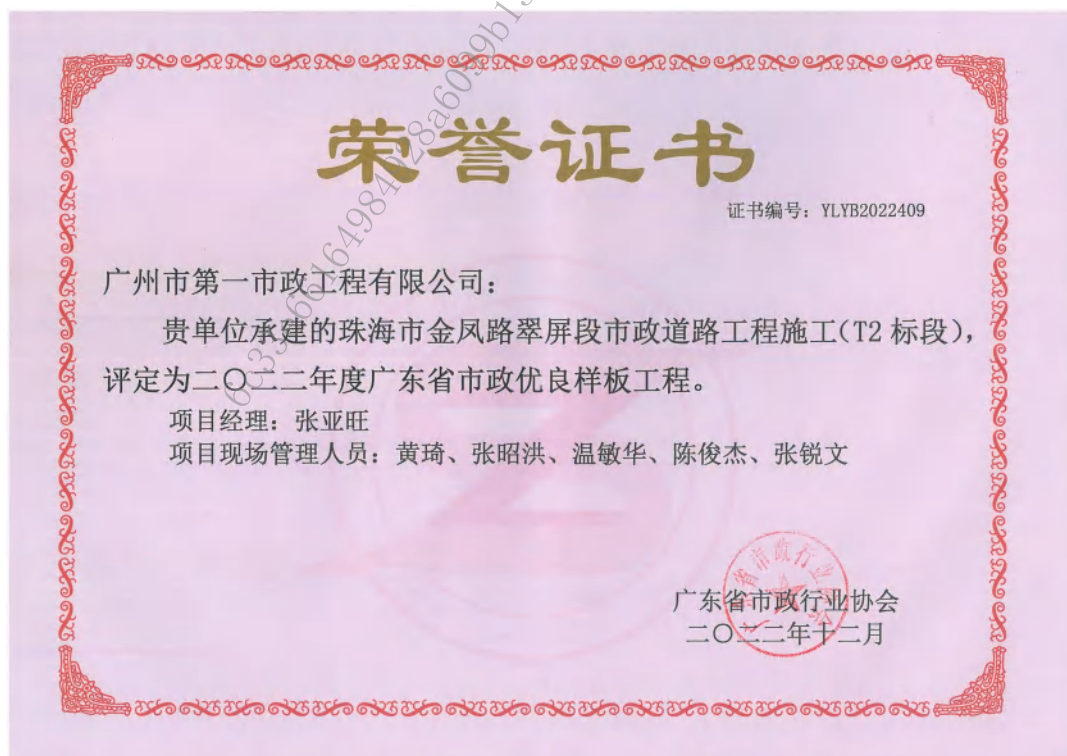 荣誉证书
证书编号：YLYB2022409
广州市第一市政工程有限公司：
贵单位承建的珠海市金凤路翠屏段市政道路工程施工(T2 标段)，
评定为二〇二二年度广东省市政优良样板工程。
项目经理：张亚旺
项目现场管理人员：黄琦、张昭洪、温敏华、陈俊杰、张锐文
广东省市政行业协会
二〇二二年十二月